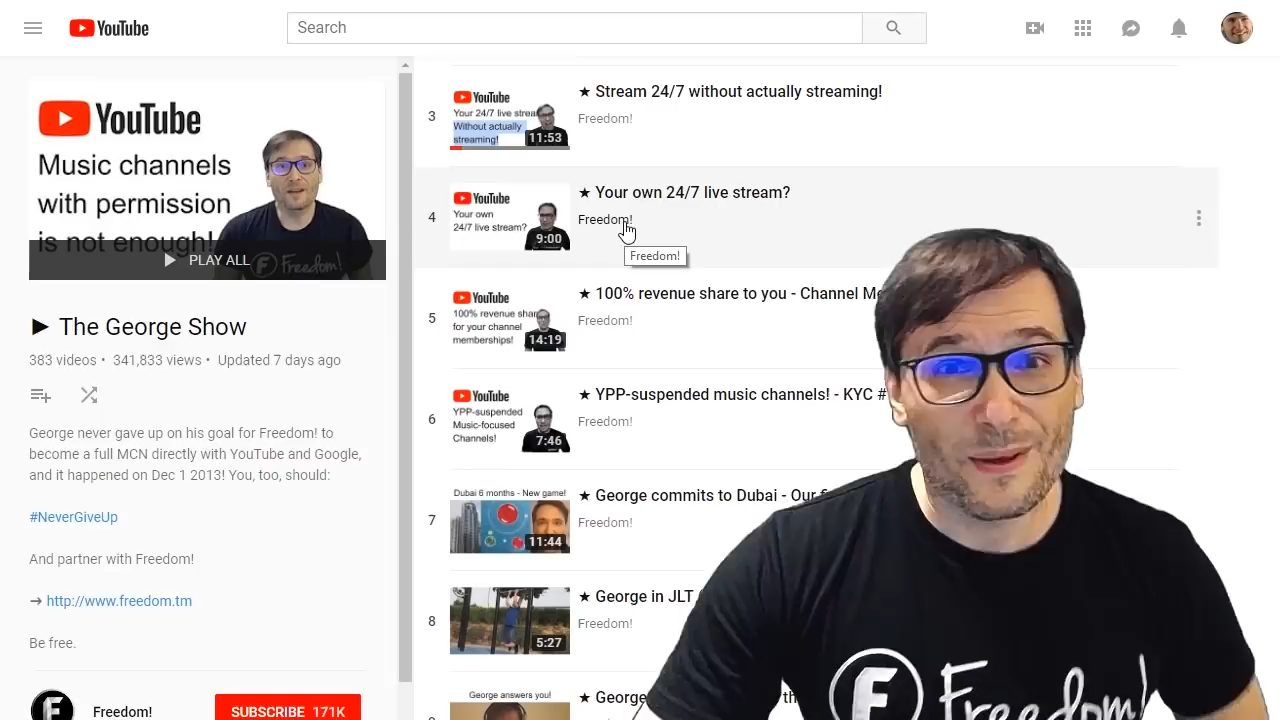 YouTube
Search
YouTube
Music channels
with permission
is not enough!
PLAY ALL
Freedom!
► The George Show
383 videos • 341,833 views • Updated 7 days ago
George never gave up on his goal for Freedom! to
become a full MCN directly with YouTube and Google,
and it happened on Dec 1 2013! You, too, should:
#NeverGiveUp
And partner with Freedom!
→ http://www.freedom.tm
Be free.
Freedom!
SUBSCRIBE 171K
3
YouTube
Your 24/7 live
Without actually
streaming!
11:53
★ Stream 24/7 without actually streaming!
Freedom!
4
YouTube
Your own
24/7 live stream?
9:00
★ Your own 24/7 live stream?
Freedom!
Freedom!
5
YouTube
100% revenue
for your channel
memberships!
14:19
★ 100% revenue share to you - Channel
Freedom!
6
YouTube
YPP-suspended
Music-focused
Channels!
7:46
★ YPP-suspended music channels! - KYC #
Freedom!
7
Dubai 6 months - New game!
11:44
★ George commits to Dubai - Our
Freedom!
8
5:27
★ George in JLT
Freedom!
George answers you!
★ George
F Freedom!